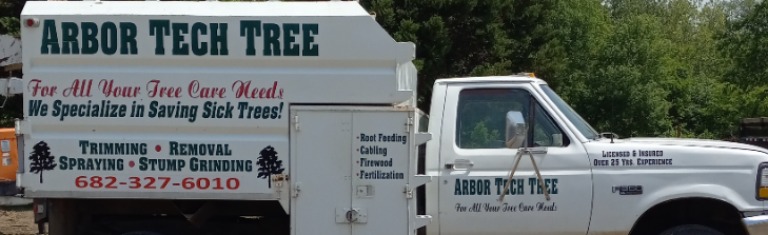 ARBOR TECH TREE
For All Your Tree Care Needs
We Specialize in Saving Sick Trees!
TRIMMING • REMOVAL
SPRAYING • STUMP GRINDING
682-327-6010
• Root Feeding
• Cabling
• Firewood
• Fertilization
LICENSED & INSURED
OVER 25 YRS. EXPERIENCE
ARBOR TECH TREE
For All Your Tree Care Needs